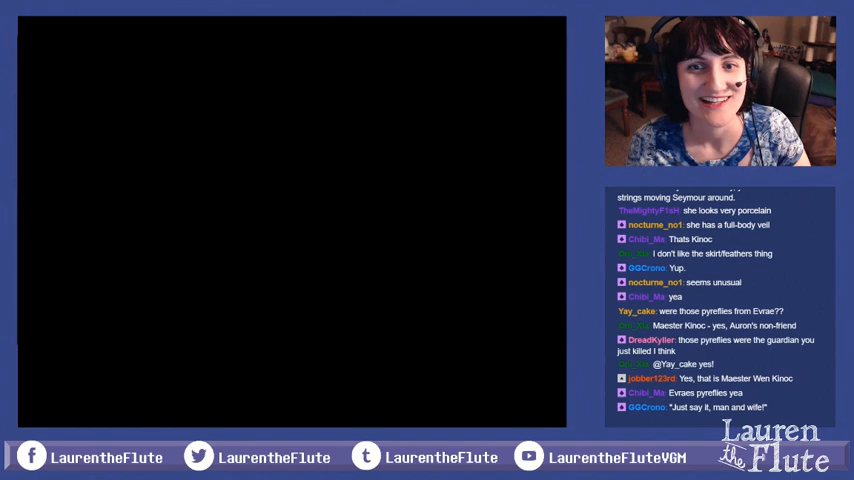 strings moving Seymour around.
TheMightyF1sH: she looks very porcelain
nocturne_no1: she has a full-body veil
Chibi_Ma: Thats Kinoc
I don't like the skirt/feathers thing
GGCrono: Yup.
nocturne_no1: seems unusual
Chibi_Ma: yea
Yay_cake: were those pyreflies from Evrae??
Maester Kinoc - yes, Auron's non-friend
DreadKyller: those pyreflies were the guardian you
just killed I think
@Yay_cake yes!
jobber123rd: Yes, that is Maester Wen Kinoc
Chibi_Ma: Evraes pyreflies yea
GGCrono: "Just say it, man and wife!"
Lauren
the Flute
LaurentheFlute
LaurentheFlute
LaurentheFlute
LaurentheFluteVGM